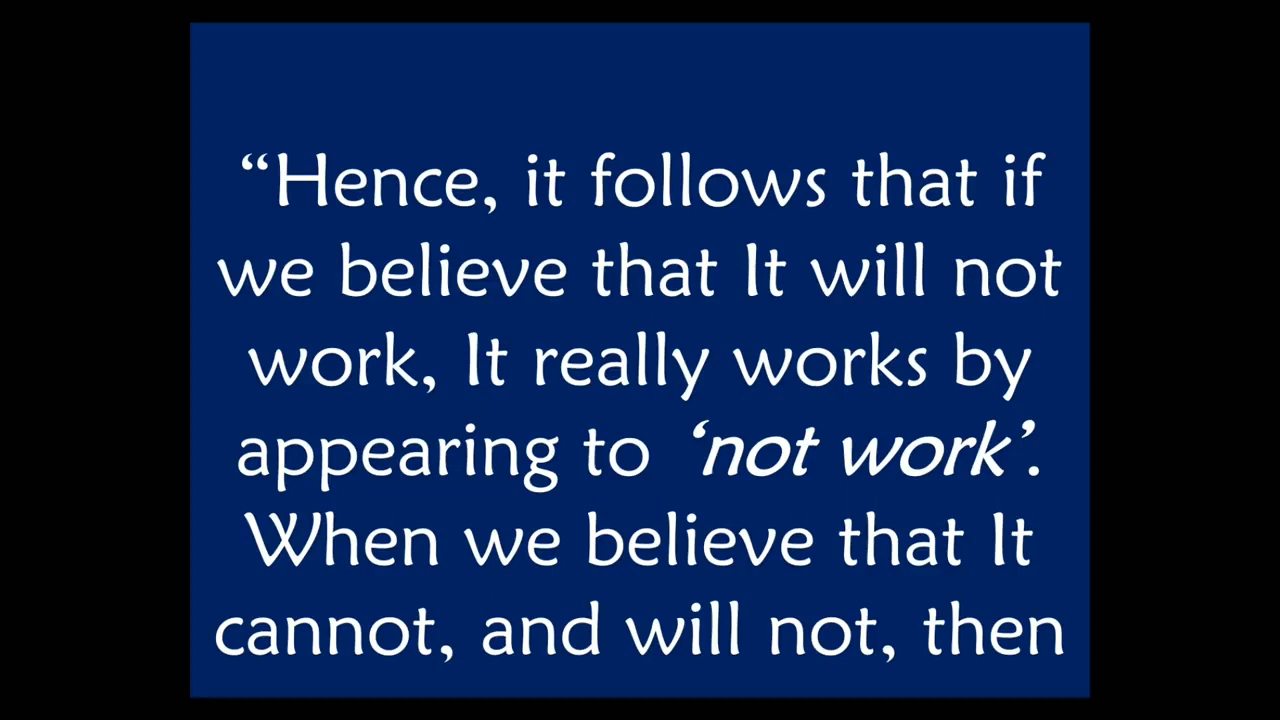 “Hence, it follows that if
we believe that It will not
work, It really works by
appearing to ‘not work’.
When we believe that It
cannot, and will not, then